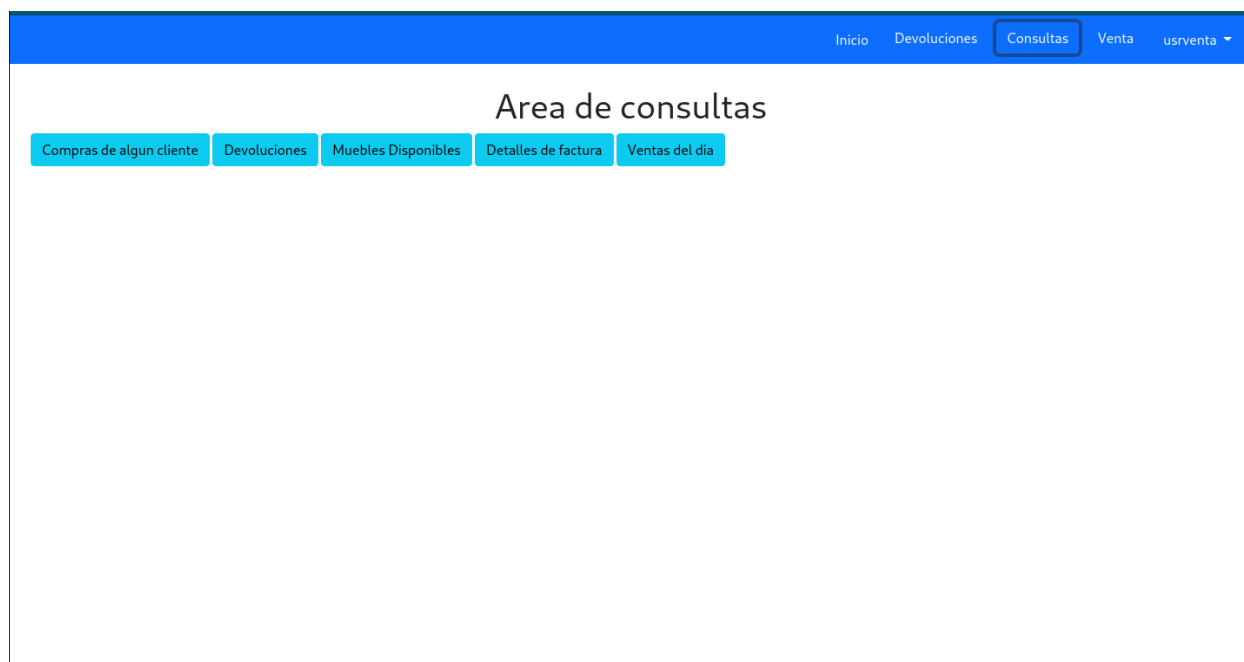 Inicio Devoluciones Consultas Venta usrventa
Area de consultas
Compras de algun cliente Devoluciones Muebles Disponibles Detalles de factura Ventas del dia